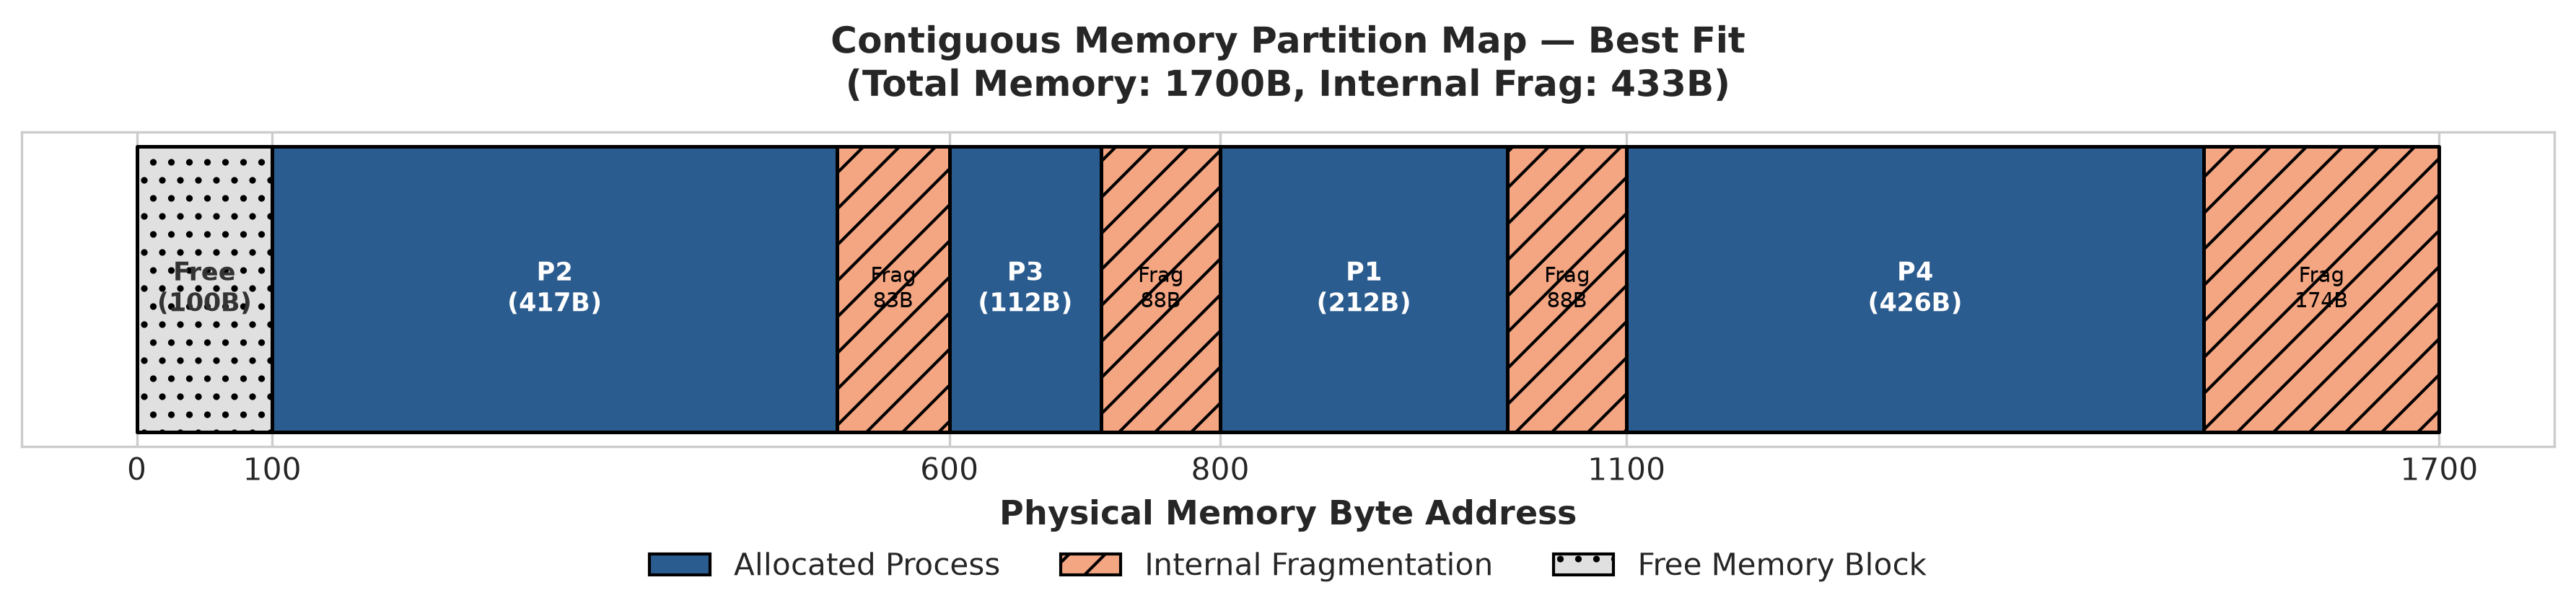 Contiguous Memory Partition Map — Best Fit
(Total Memory: 1700B, Internal Frag: 433B)
Free
(100B)
P2
(417B)
Frag
83B
P3
(112B)
Frag
88B
P1
(212B)
Frag
88B
P4
(426B)
Frag
174B
0
100
600
800
1100
1700
Physical Memory Byte Address
Allocated Process
Internal Fragmentation
Free Memory Block